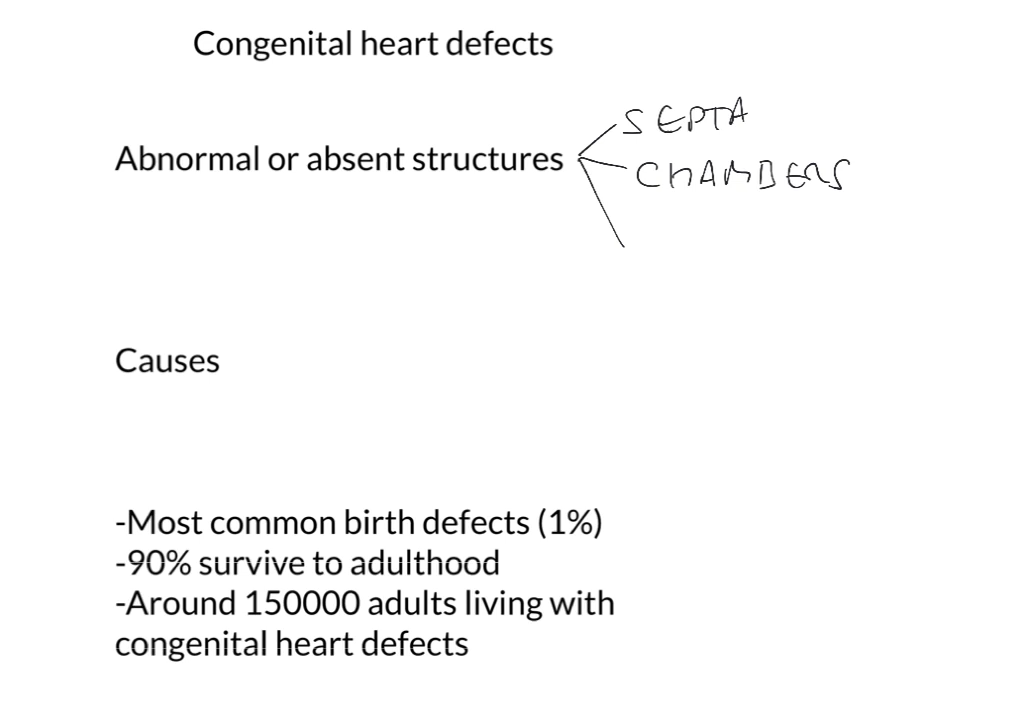 Congenital heart defects
SEPTA
Abnormal or absent structures
CHAMBERS
Causes
-Most common birth defects (1%)
-90% survive to adulthood
-Around 150000 adults living with
congenital heart defects